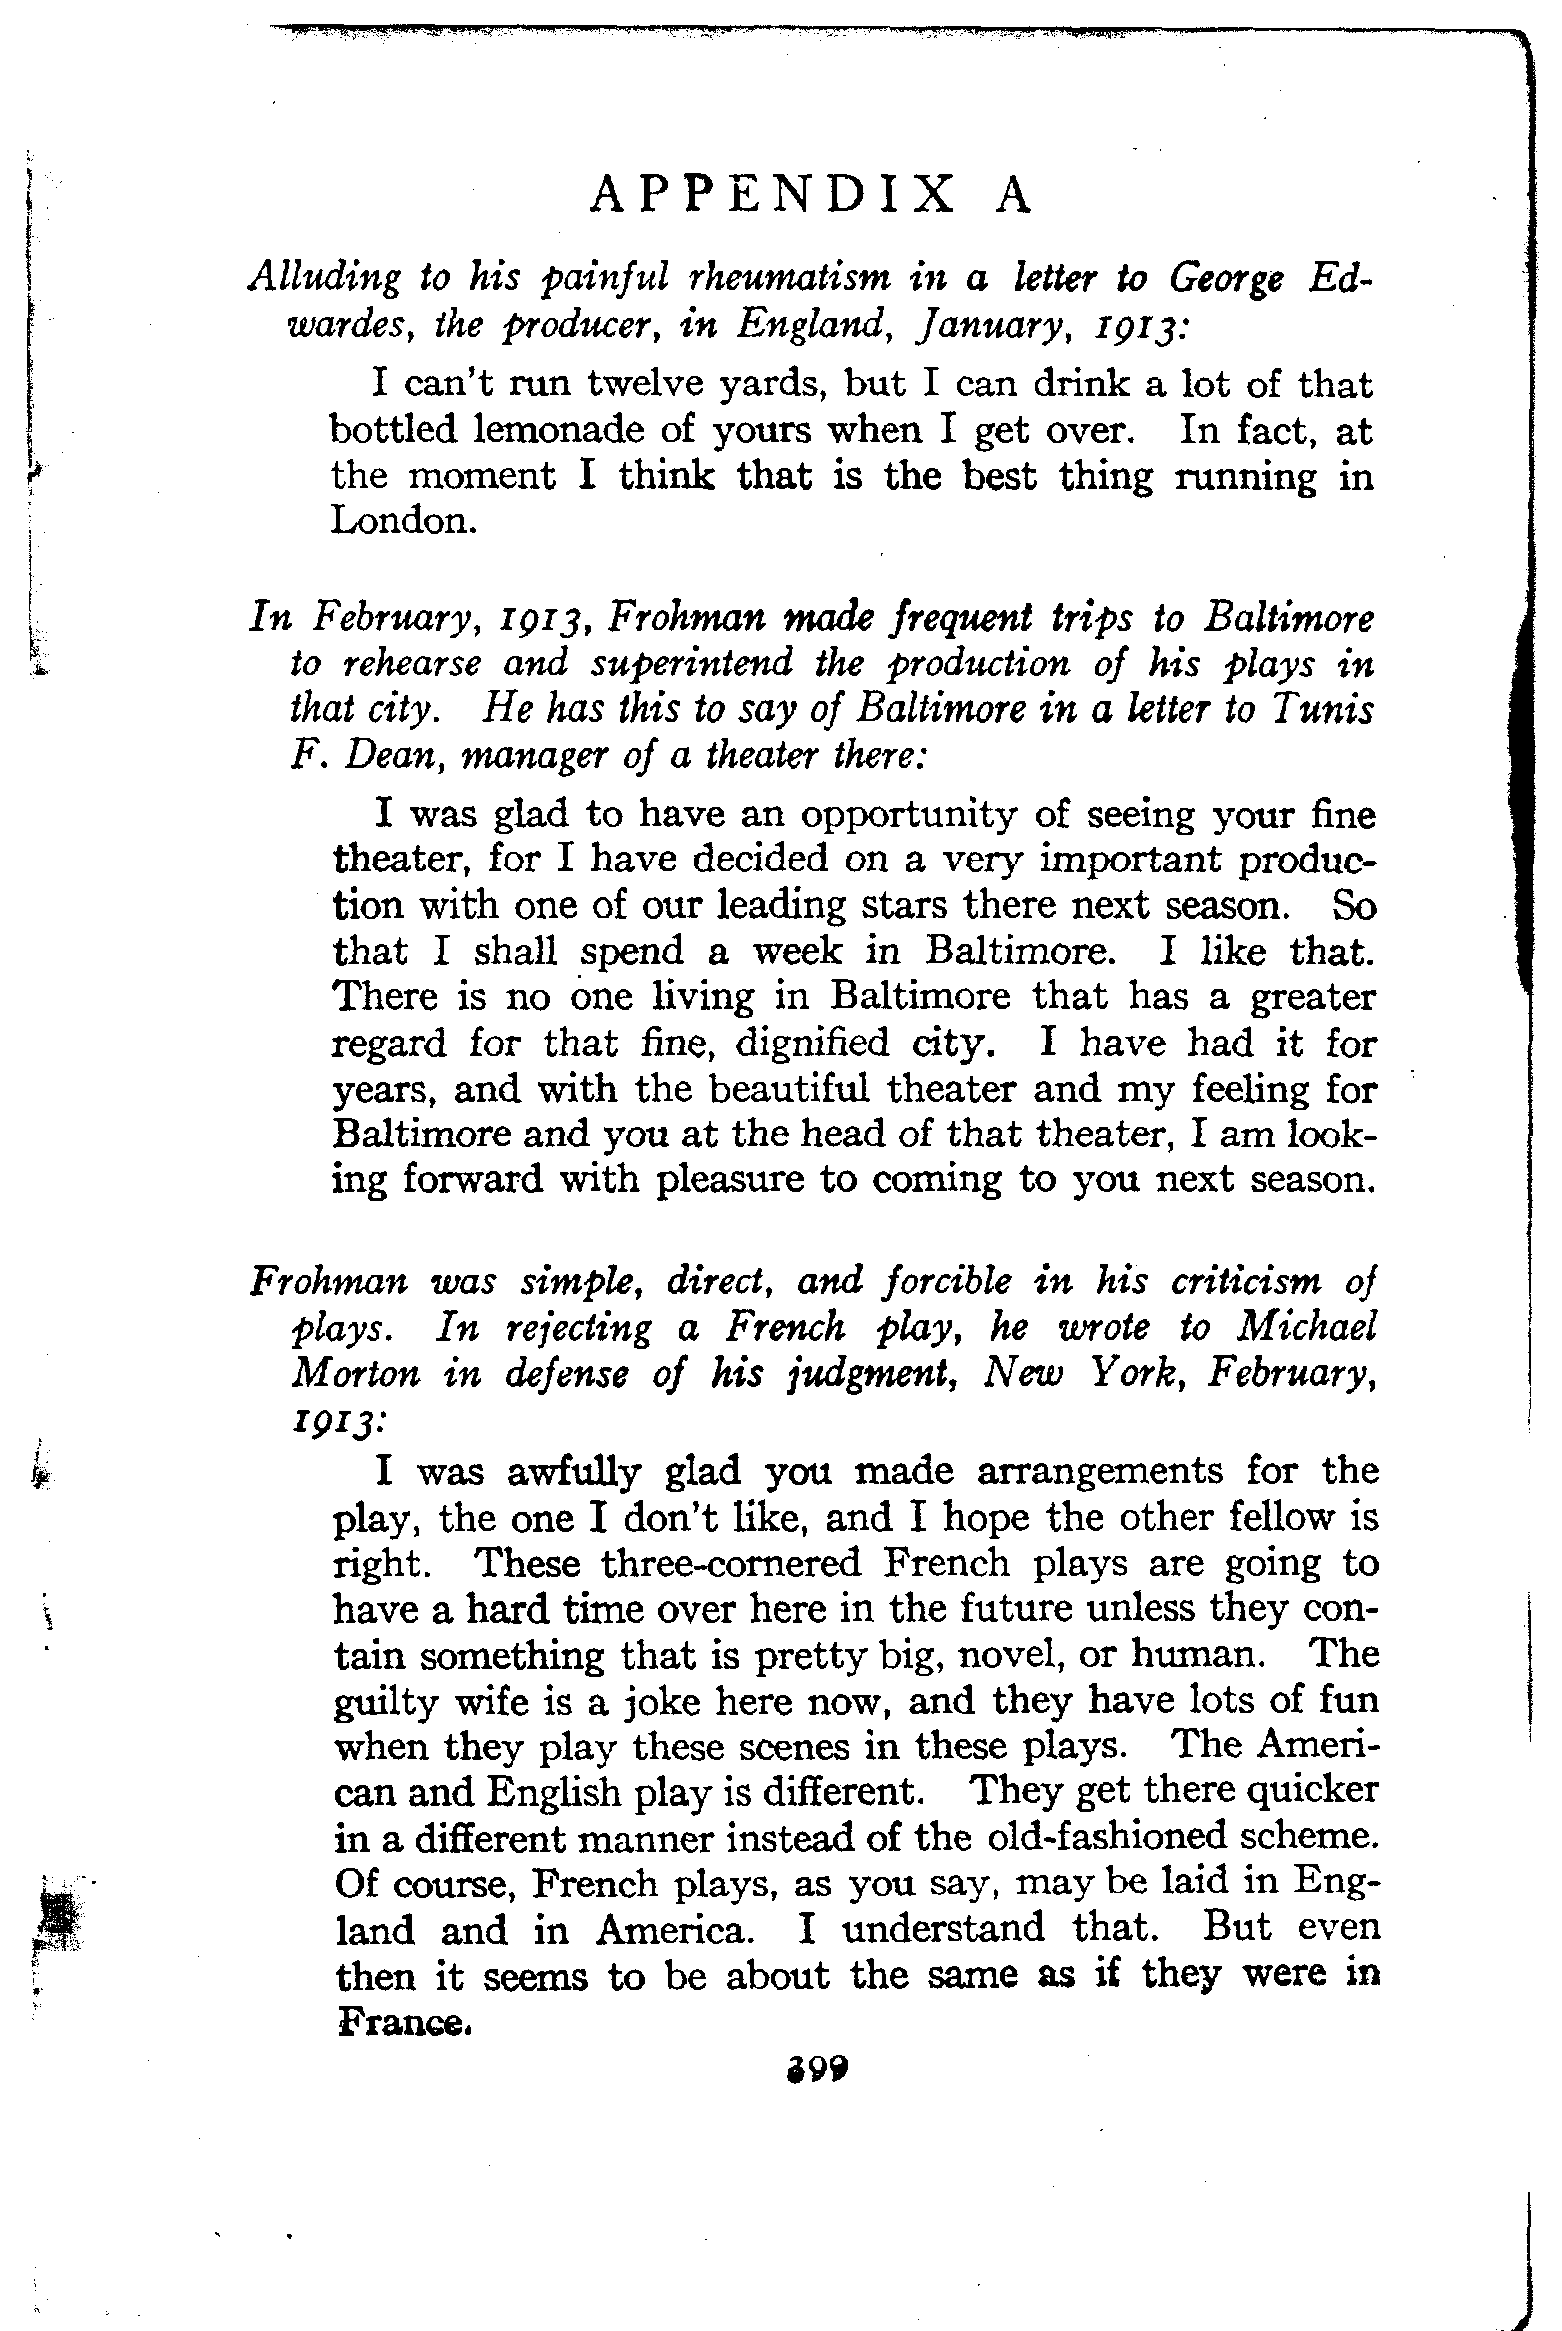 APPENDIX A
Alluding to his painful rheumatism in a letter to George Ed-
wardes, the producer, in England, January, 1913:
I can't run twelve yards, but I can drink a lot of that
bottled lemonade of yours when I get over. In fact, at
the moment I think that is the best thing running in
London.
In February, 1913, Frohman made frequent trips to Baltimore
to rehearse and superintend the production of his plays in
that city. He has this to say of Baltimore in a letter to Tunis
F. Dean, manager of a theater there:
I was glad to have an opportunity of seeing your fine
theater, for I have decided on a very important produc-
tion with one of our leading stars there next season. So
that I shall spend a week in Baltimore. I like that.
There is no one living in Baltimore that has a greater
regard for that fine, dignified city. I have had it for
years, and with the beautiful theater and my feeling for
Baltimore and you at the head of that theater, I am look-
ing forward with pleasure to coming to you next season.
Frohman was simple, direct, and forcible in his criticism of
plays. In rejecting a French play, he wrote to Michael
Morton in defense of his judgment, New York, February,
1913:
I was awfully glad you made arrangements for the
play, the one I don't like, and I hope the other fellow is
right. These three-cornered French plays are going to
have a hard time over here in the future unless they con-
tain something that is pretty big, novel, or human. The
guilty wife is a joke here now, and they have lots of fun
when they play these scenes in these plays. The Ameri-
can and English play is different. They get there quicker
in a different manner instead of the old-fashioned scheme.
Of course, French plays, as you say, may be laid in Eng-
land and in America. I understand that. But even
then it seems to be about the same as if they were in
France.
399